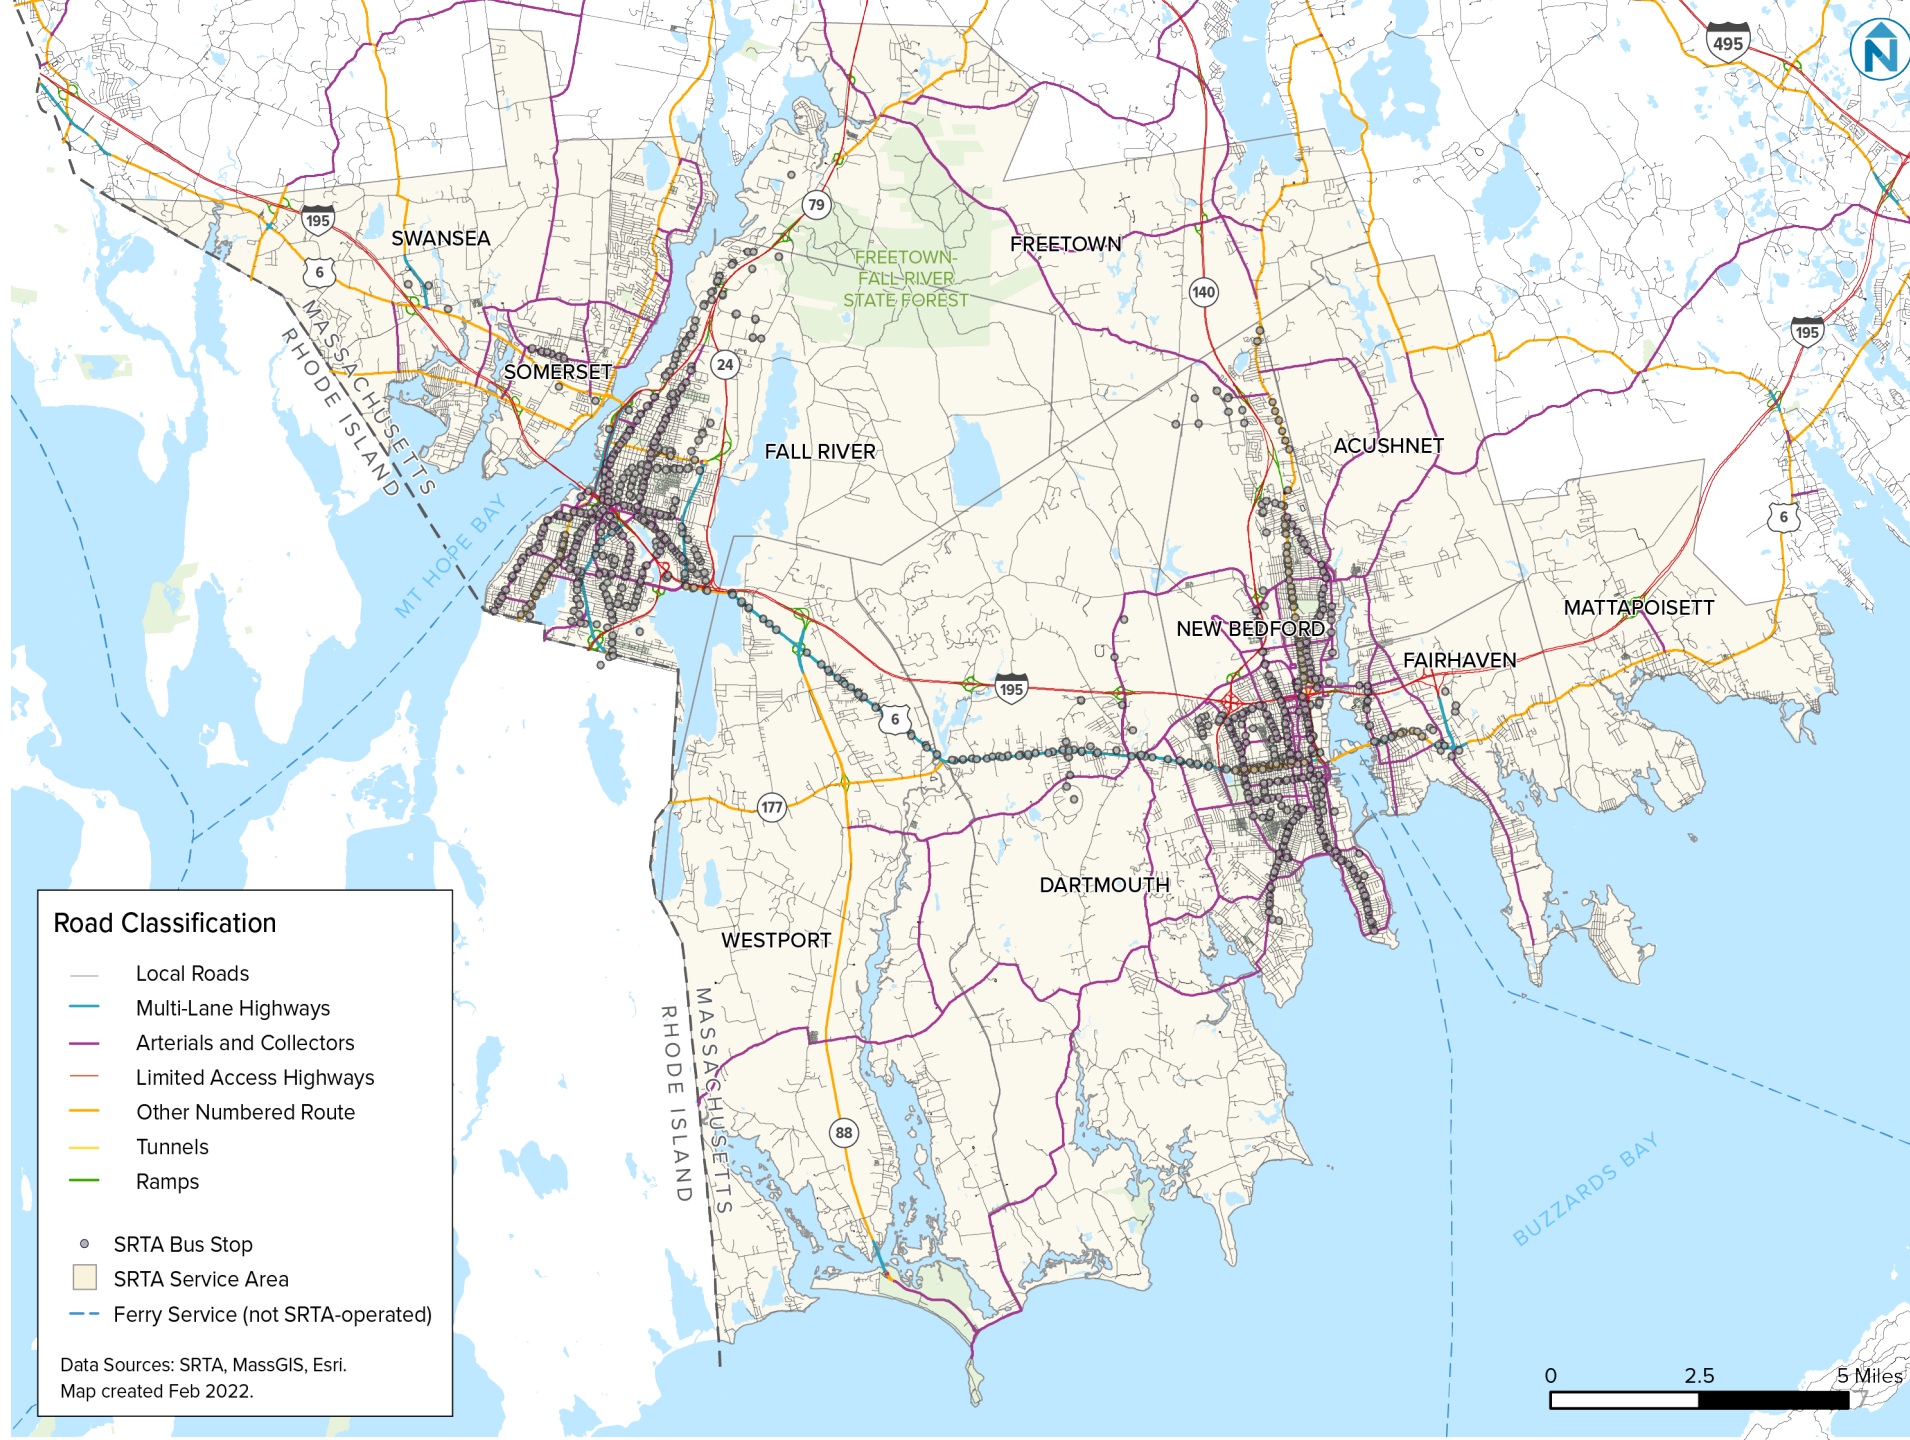 495
N
79
195
SWANSEA
FREETOWN
FREETOWN-
FALL RIVER
STATE FOREST
6
140
MASSACHUSETTS
RHODE ISLAND
195
SOMERSET
24
FALL RIVER
ACUSHNET
6
MT HOPE BAY
MATTAPOISETT
NEW BEDFORD
FAIRHAVEN
195
6
177
DARTMOUTH
WESTPORT
MASSACHUSETTS
RHODE ISLAND
88
BUZZARDS BAY
Road Classification
Local Roads
Multi-Lane Highways
Arterials and Collectors
Limited Access Highways
Other Numbered Route
Tunnels
Ramps
SRTA Bus Stop
SRTA Service Area
Ferry Service (not SRTA-operated)
Data Sources: SRTA, MassGIS, Esri.
Map created Feb 2022.
0 2.5 5 Miles